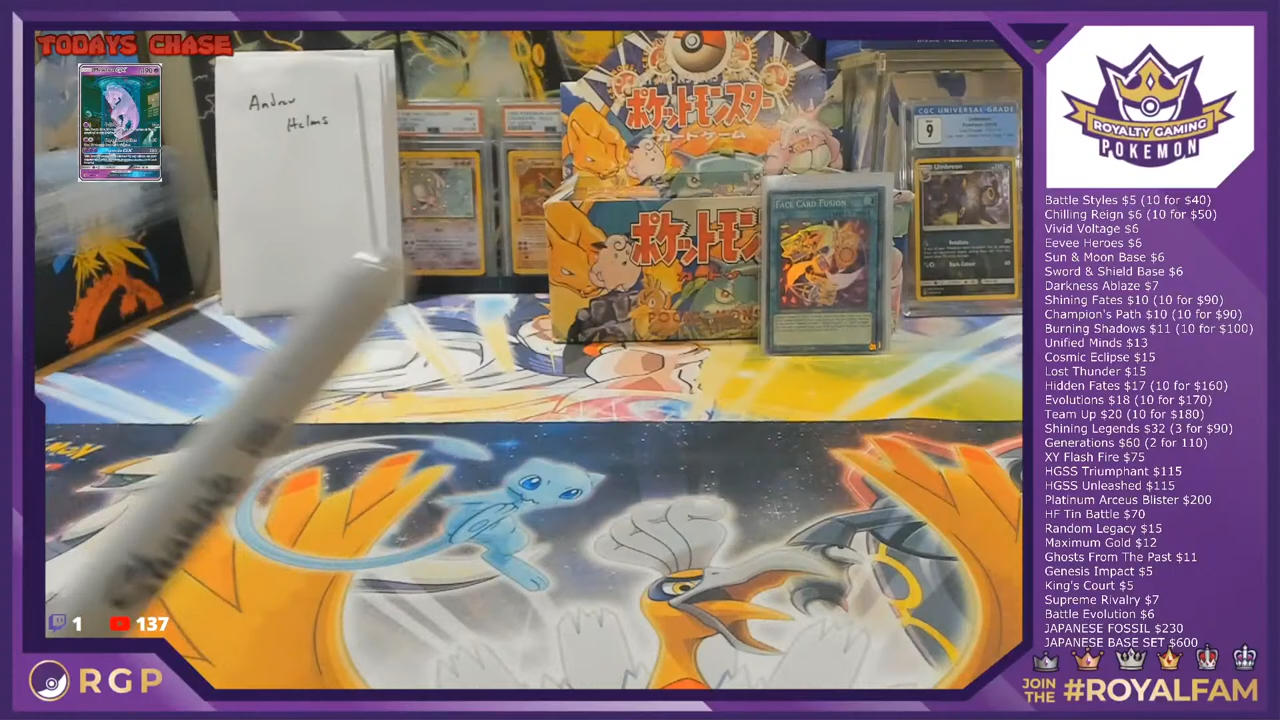 TODAYS CHASE
Andrew
Helms
ポケットモンスター
カードゲーム
FACE CARD FUSION
CGC UNIVERSAL GRADE
9
Umbreon
ROYALTY GAMING
POKEMON
Battle Styles $5 (10 for $40)
Chilling Reign $6 (10 for $50)
Vivid Voltage $6
Eevee Heroes $6
Sun & Moon Base $6
Sword & Shield Base $6
Darkness Ablaze $7
Shining Fates $10 (10 for $90)
Champion's Path $10 (10 for $90)
Burning Shadows $11 (10 for $100)
Unified Minds $13
Cosmic Eclipse $15
Lost Thunder $15
Hidden Fates $17 (10 for $160)
Evolutions $18 (10 for $170)
Team Up $20 (10 for $180)
Shining Legends $32 (3 for $90)
Generations $60 (2 for 110)
XY Flash Fire $75
HGSS Triumphant $115
HGSS Unleashed $115
Platinum Arceus Blister $200
HF Tin Battle $70
Random Legacy $15
Maximum Gold $12
Ghosts From The Past $11
Genesis Impact $5
King's Court $5
Supreme Rivalry $7
Battle Evolution $6
JAPANESE FOSSIL $230
JAPANESE BASE SET $600
1
137
RGP
JOIN
THE
#ROYALFAM